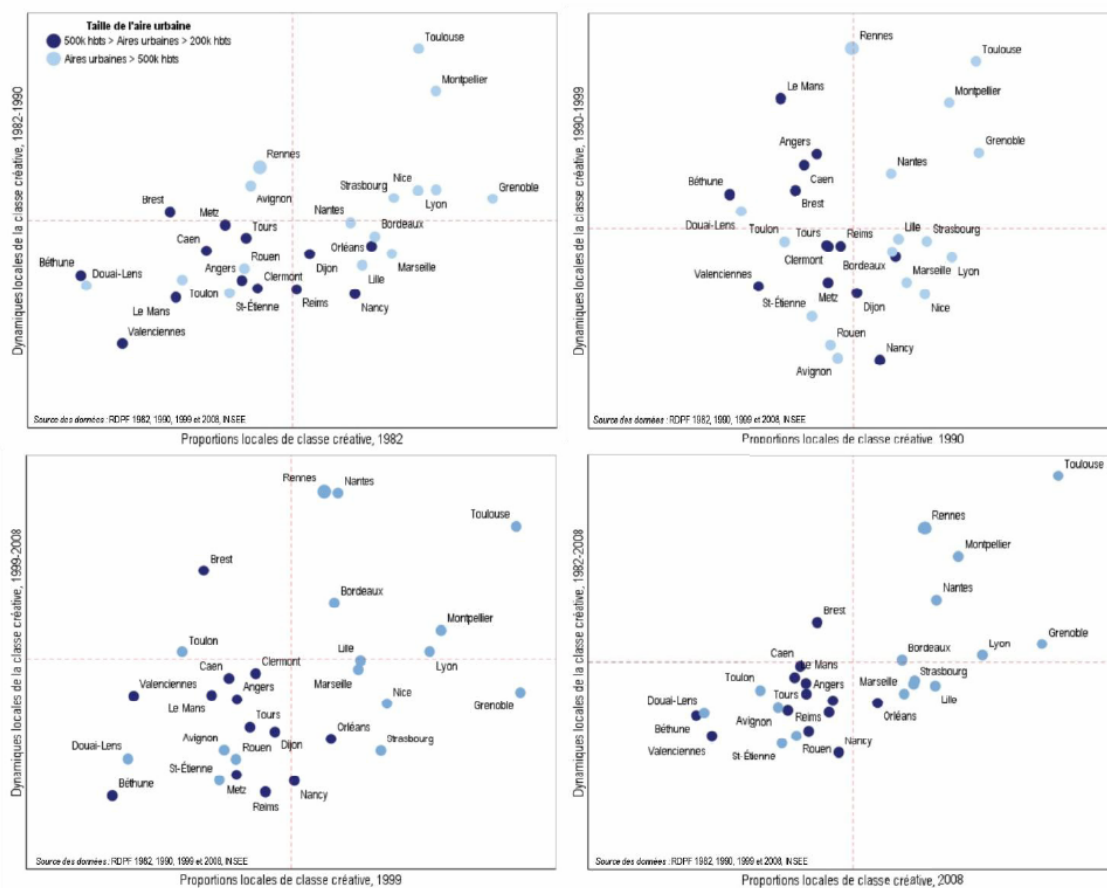 Taille de l'aire urbaine
500k hbts > Aires urbaines > 200k hbts
Aires urbaines > 500k hbts
Dynamiques locales de la classe créative, 1982-1990
Toulouse
Montpellier
Rennes
Avignon
Nice
Strasbourg
Lyon
Grenoble
Brest
Metz
Tours
Nantes
Bordeaux
Caen
Rouen
Orléans
Dijon
Marseille
Béthune
Douai-Lens
Angers
Clermont
Lille
Toulon
Le Mans
St-Étienne
Reims
Nancy
Valenciennes
Source des données : RDPF 1982, 1990, 1999 et 2008, INSEE
Proportions locales de classe créative, 1982
Dynamiques locales de la classe créative, 1990-1999
Rennes
Toulouse
Le Mans
Montpellier
Angers
Grenoble
Caen
Nantes
Béthune
Brest
Douai-Lens
Toulon
Tours
Reims
Lille
Strasbourg
Clermont
Bordeaux
Marseille
Lyon
Valenciennes
Metz
St-Étienne
Dijon
Nice
Rouen
Nancy
Avignon
Source des données : RDPF 1982, 1990, 1999 et 2008, INSEE
Proportions locales de classe créative, 1990
Dynamiques locales de la classe créative, 1999-2008
Rennes
Nantes
Toulouse
Brest
Bordeaux
Montpellier
Toulon
Lille
Caen
Clermont
Lyon
Marseille
Valenciennes
Angers
Nice
Le Mans
Grenoble
Tours
Orléans
Douai-Lens
Avignon
Rouen
Dijon
Strasbourg
St-Étienne
Béthune
Metz
Reims
Nancy
Source des données : RDPF 1982, 1990, 1999 et 2008, INSEE
Proportions locales de classe créative, 1999
Dynamiques locales de la classe créative, 1982-2008
Toulouse
Rennes
Montpellier
Nantes
Brest
Grenoble
Caen
Le Mans
Bordeaux
Lyon
Toulon
Angers
Marseille
Strasbourg
Douai-Lens
Tours
Lille
Avignon
Reims
Orléans
Béthune
Valenciennes
St-Étienne
Rouen
Nancy
Source des données : RDPF 1982, 1990, 1999 et 2008, INSEE
Proportions locales de classe créative, 2008